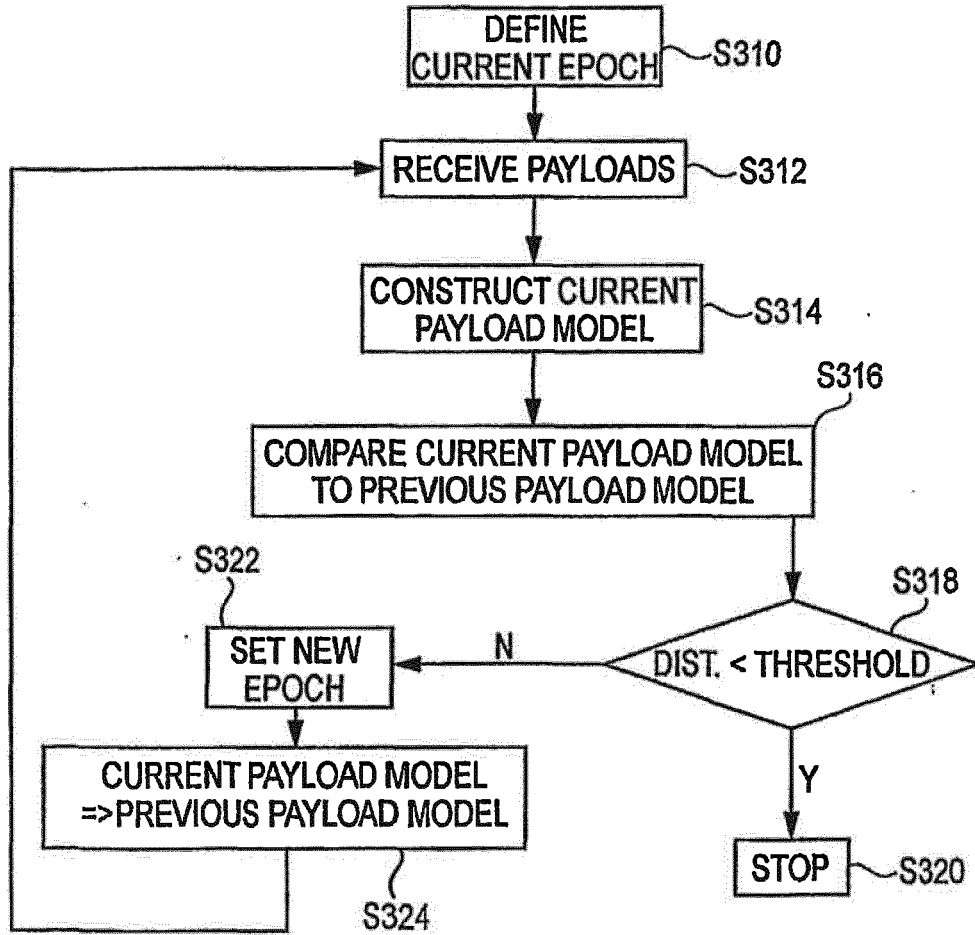 DEFINE
CURRENT EPOCH
S310
RECEIVE PAYLOADS
S312
CONSTRUCT CURRENT
PAYLOAD MODEL
S314
S316
COMPARE CURRENT PAYLOAD MODEL
TO PREVIOUS PAYLOAD MODEL
S322
S318
SET NEW
EPOCH
N
DIST. < THRESHOLD
CURRENT PAYLOAD MODEL
=>PREVIOUS PAYLOAD MODEL
Y
STOP
S320
S324